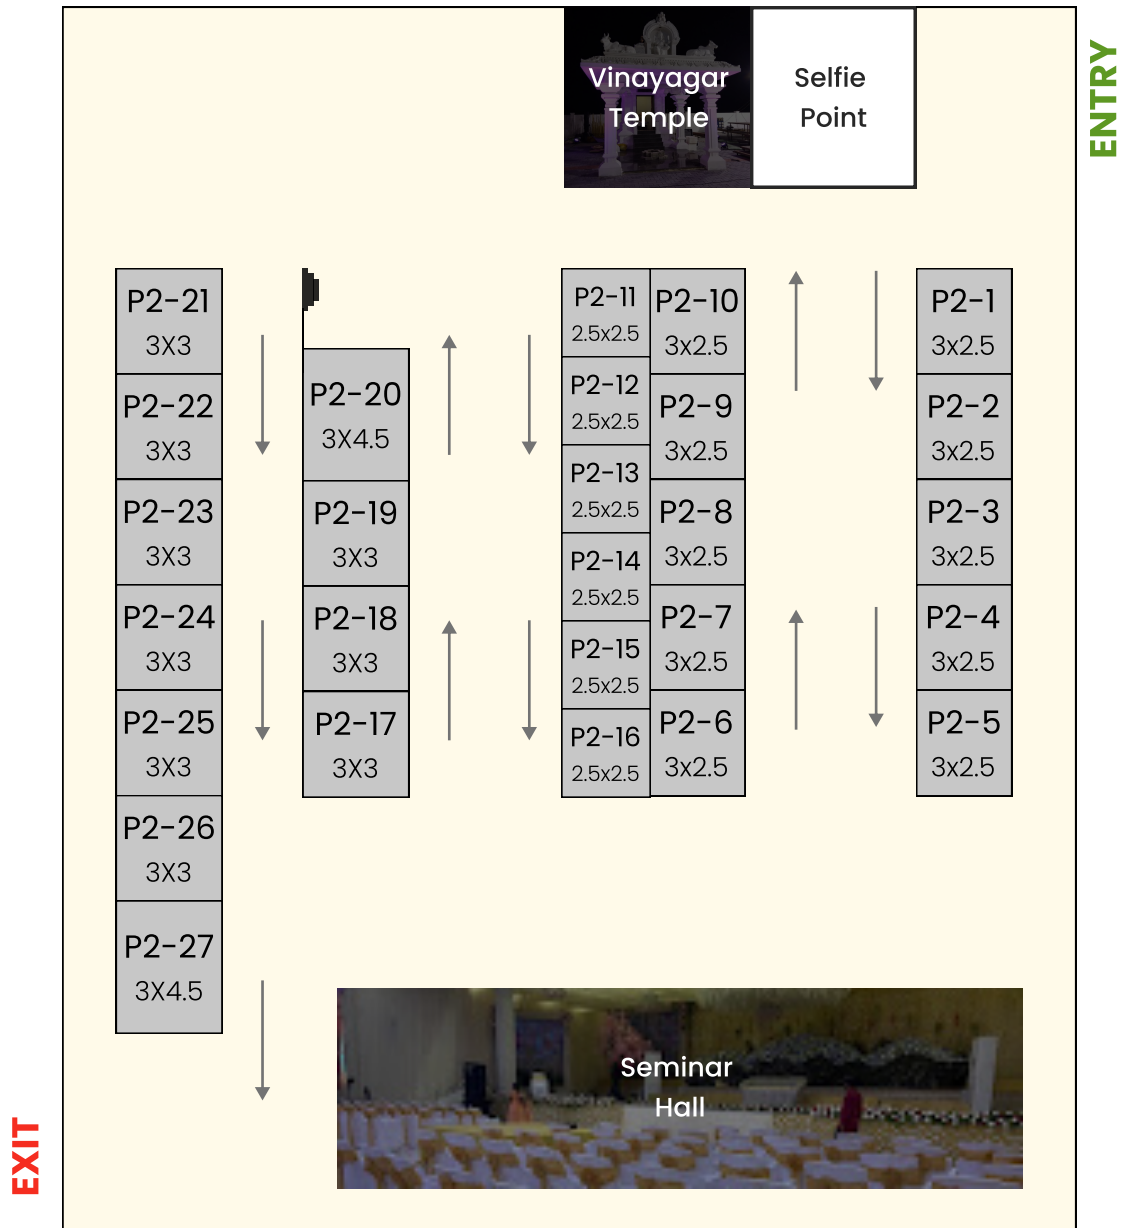 Vinayagar
Temple
Selfie
Point
ENTRY
P2-21
3X3
P2-22
3X3
P2-23
3X3
P2-24
3X3
P2-25
3X3
P2-26
3X3
P2-27
3X4.5
P2-20
3X4.5
P2-19
3X3
P2-18
3X3
P2-17
3X3
P2-11
2.5x2.5
P2-12
2.5x2.5
P2-13
2.5x2.5
P2-14
2.5x2.5
P2-15
2.5x2.5
P2-16
2.5x2.5
P2-10
3x2.5
P2-9
3x2.5
P2-8
3x2.5
P2-7
3x2.5
P2-6
3x2.5
P2-1
3x2.5
P2-2
3x2.5
P2-3
3x2.5
P2-4
3x2.5
P2-5
3x2.5
Seminar
Hall
EXIT